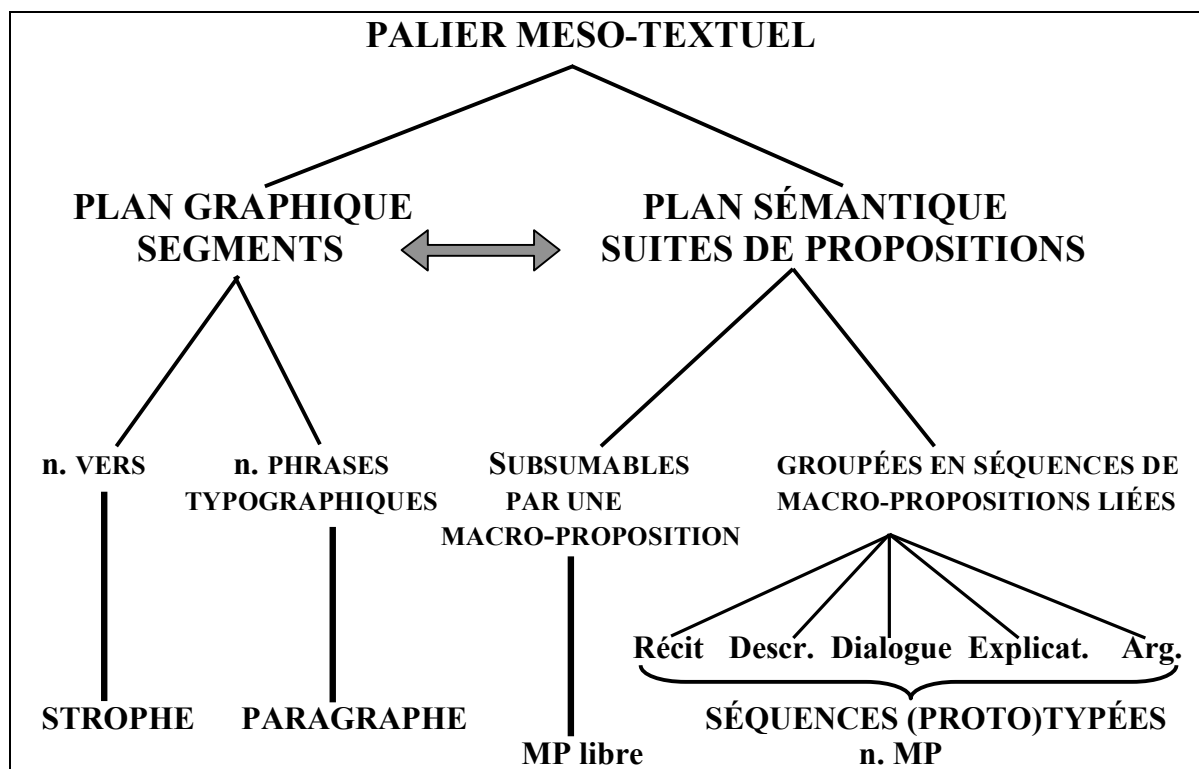 PALIER MESO-TEXTUEL
PLAN GRAPHIQUE
SEGMENTS
PLAN SÉMANTIQUE
SUITES DE PROPOSITIONS
n. VERS
n. PHRASES
TYPOGRAPHIQUES
SUBSUMABLES
PAR UNE
MACRO-PROPOSITION
GROUPÉES EN SÉQUENCES DE
MACRO-PROPOSITIONS LIÉES
Récit Descr. Dialogue Explicat. Arg.
STROPHE
PARAGRAPHE
MP libre
SÉQUENCES (PROTO)TYPÉES
n. MP